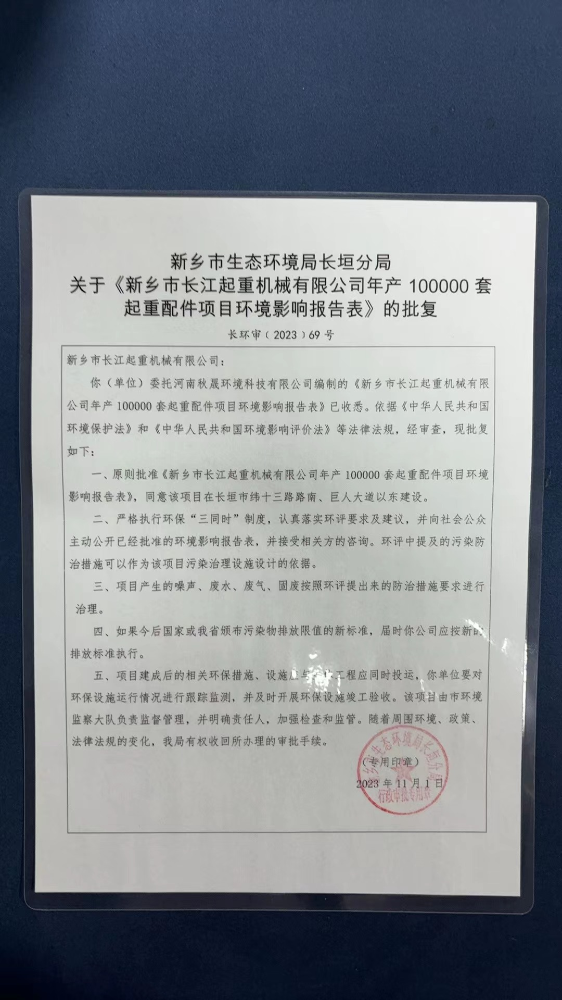 新乡市生态环境局长垣分局
关于《新乡市长江起重机械有限公司年产 100000 套
起重配件项目环境影响报告表》的批复
长环审﹝2023﹞69 号
新乡市长江起重机械有限公司：
你（单位）委托河南秋晟环境科技有限公司编制的《新乡市长江起重机械有限
公司年产 100000 套起重配件项目环境影响报告表》已收悉。依据《中华人民共和国
环境保护法》和《中华人民共和国环境影响评价法》等法律法规，经审查，现批复
如下：
一、原则批准《新乡市长江起重机械有限公司年产 100000 套起重配件项目环境
影响报告表》，同意该项目在长垣市纬十三路路南、巨人大道以东建设。
二、严格执行环保“三同时”制度，认真落实环评要求及建议，并向社会公众
主动公开已经批准的环境影响报告表，并接受相关方的咨询。环评中提及的污染防
治措施可以作为该项目污染治理设施设计的依据。
三、项目产生的噪声、废水、废气、固废按照环评提出来的防治措施要求进行
治理。
四、如果今后国家或我省颁布污染物排放限值的新标准，届时你公司应按新的
排放标准执行。
五、项目建成后的相关环保措施、设施应与工程应同时投运，你单位要对
环保设施运行情况进行跟踪监测，并及时开展环保设施竣工验收。该项目由市环境
监察大队负责监督管理，并明确责任人，加强检查和监管。随着周围环境、政策、
法律法规的变化，我局有权收回所办理的审批手续。
（专用印章）
2023 年 11 月 1 日
新乡市生态环境局长垣分局
行政审批专用章